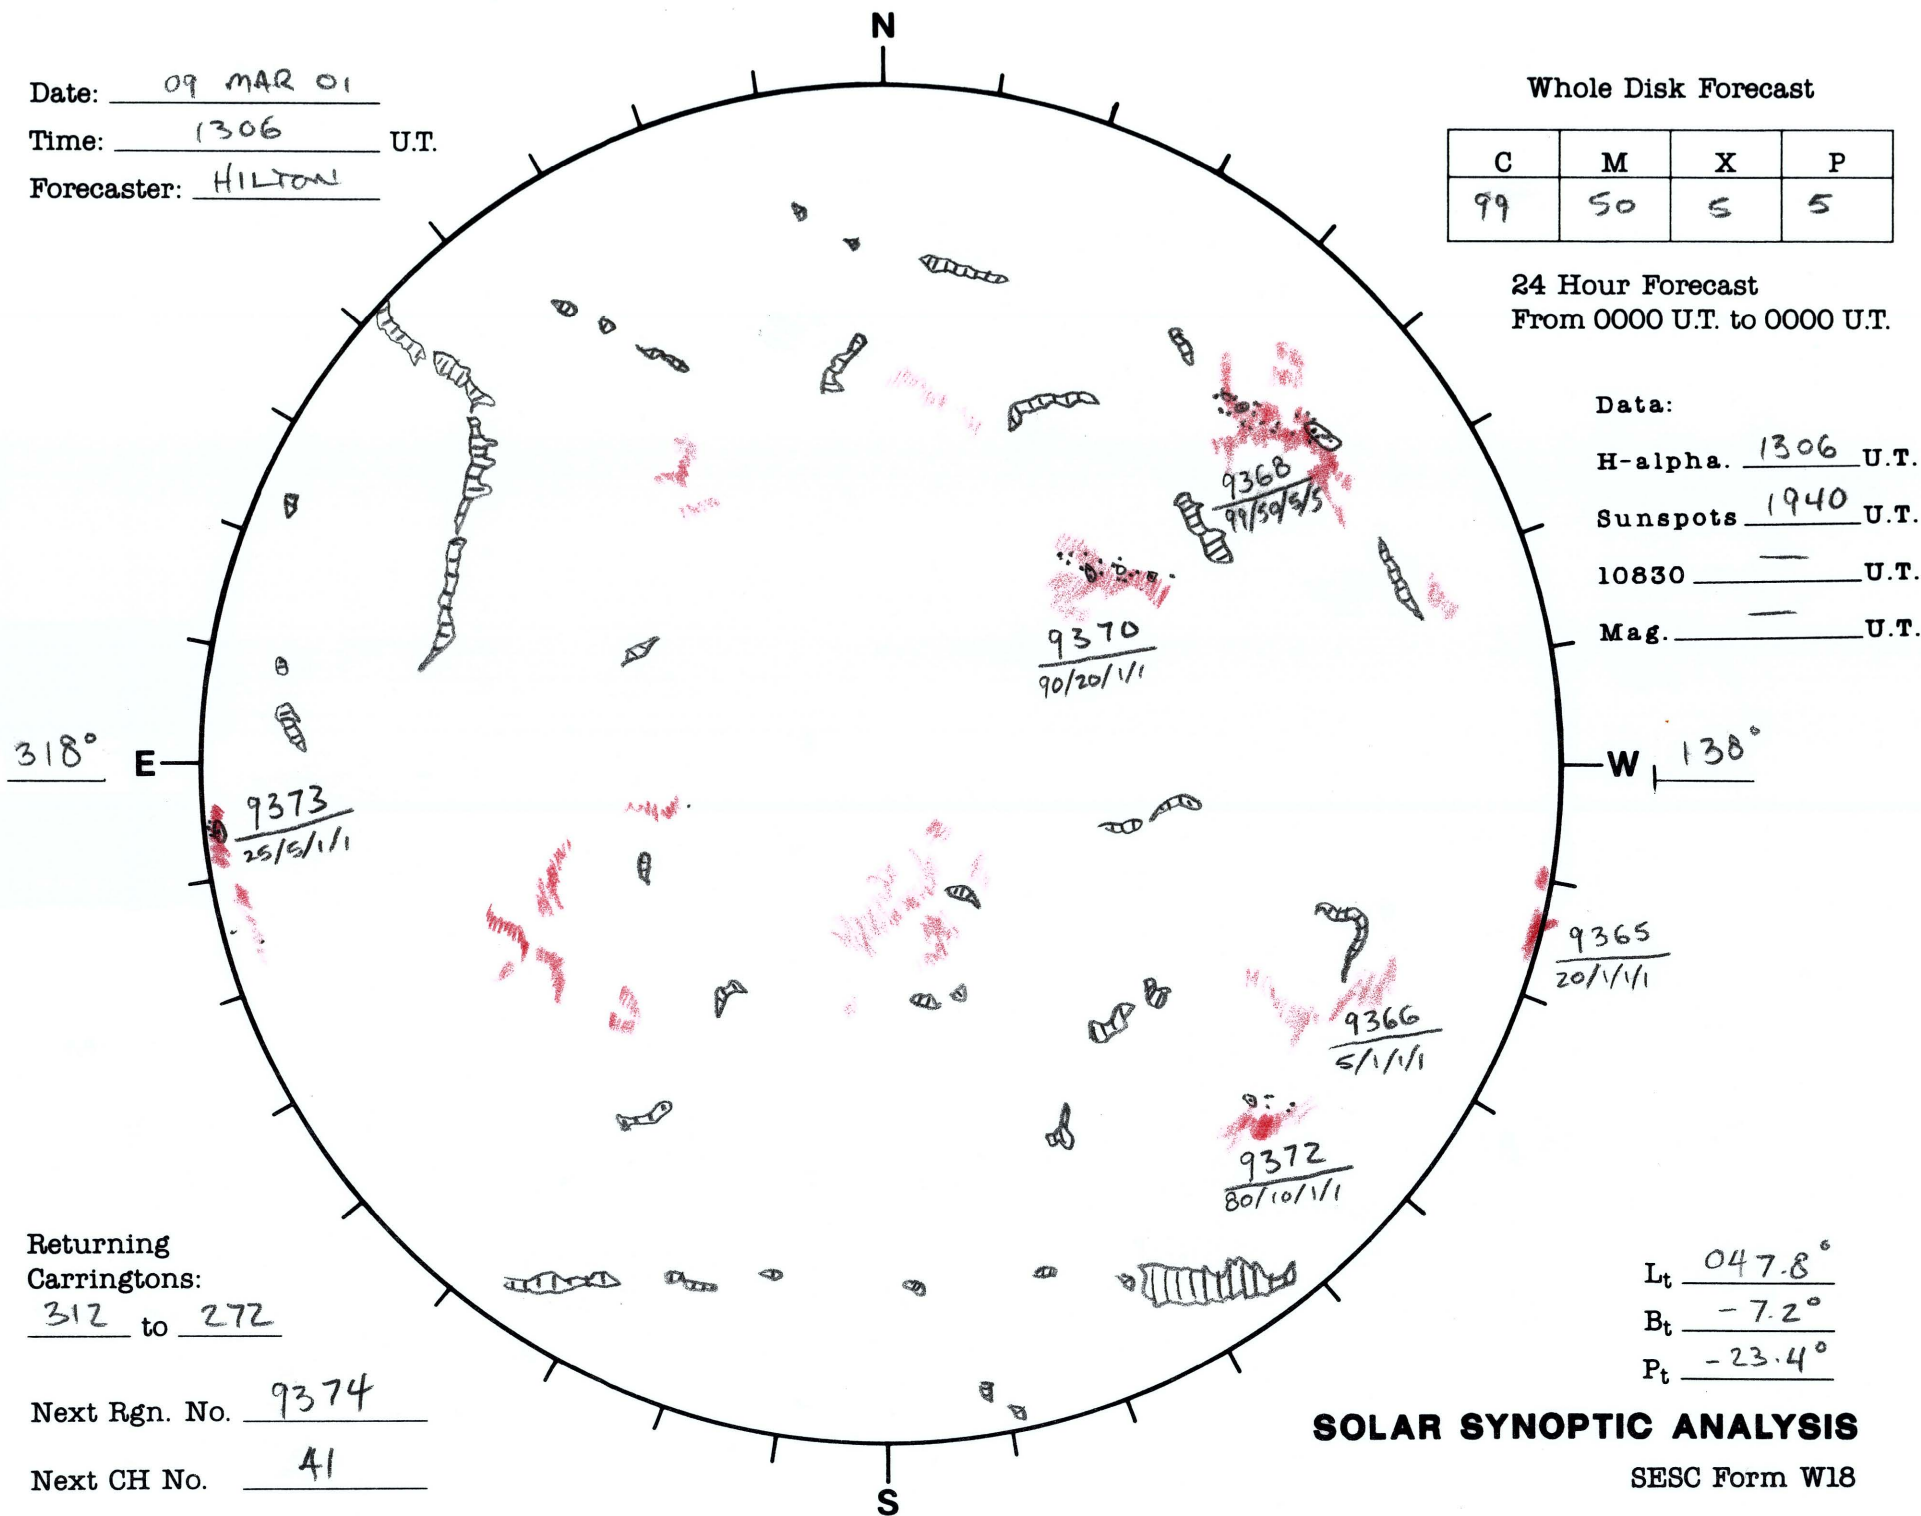 N
Date: 09 MAR 01
Time: 1306 U.T.
Forecaster: HILTON
Whole Disk Forecast
C M X P
99 50 5 5
24 Hour Forecast
From 0000 U.T. to 0000 U.T.
Data:
H-alpha. 1306 U.T.
Sunspots 1940 U.T.
10830 — U.T.
Mag. — U.T.
9368
99/50/5/5
9370
90/20/1/1
318° E
W 138°
9373
25/5/1/1
9365
20/1/1/1
9366
5/1/1/1
9372
80/10/1/1
Returning
Carringtons:
312 to 272
Next Rgn. No. 9374
Next CH No. 41
Lt 047.8°
Bt -7.2°
Pt -23.4°
SOLAR SYNOPTIC ANALYSIS
SESC Form W18
S